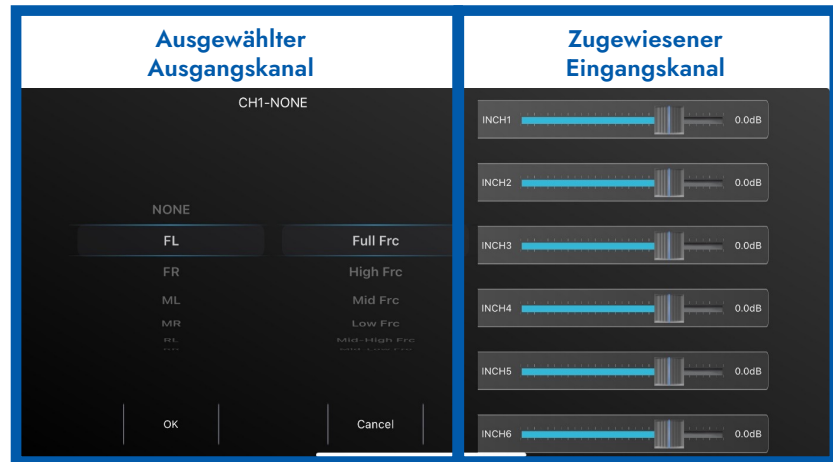 Ausgewählter
Ausgangskanal
CH1-NONE
NONE
FL
Full Frc
FR
High Frc
ML
Mid Frc
MR
Low Frc
RL
Mid-High Frc
OK
Cancel
Zugewiesener
Eingangskanal
INCH1 0.0dB
INCH2 0.0dB
INCH3 0.0dB
INCH4 0.0dB
INCH5 0.0dB
INCH6 0.0dB